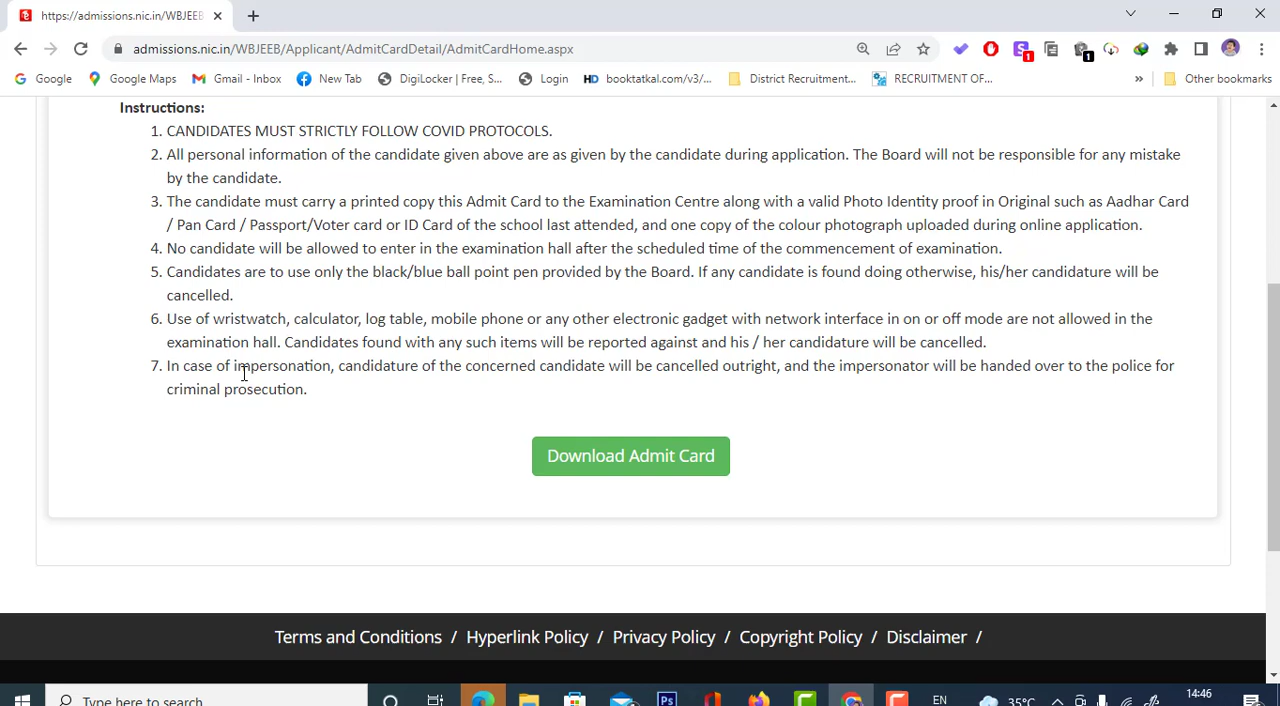 https://admissions.nic.in/WBJEEB
admissions.nic.in/WBJEEB/Applicant/AdmitCardDetail/AdmitCardHome.aspx
1
1
Google
Google Maps
Gmail - Inbox
New Tab
DigiLocker | Free, S...
Login
HD booktatkal.com/v3/...
District Recruitment...
RECRUITMENT OF...
»
Other bookmarks
Instructions:
1. CANDIDATES MUST STRICTLY FOLLOW COVID PROTOCOLS.
2. All personal information of the candidate given above are as given by the candidate during application. The Board will not be responsible for any mistake
by the candidate.
3. The candidate must carry a printed copy this Admit Card to the Examination Centre along with a valid Photo Identity proof in Original such as Aadhar Card
/ Pan Card / Passport/Voter card or ID Card of the school last attended, and one copy of the colour photograph uploaded during online application.
4. No candidate will be allowed to enter in the examination hall after the scheduled time of the commencement of examination.
5. Candidates are to use only the black/blue ball point pen provided by the Board. If any candidate is found doing otherwise, his/her candidature will be
cancelled.
6. Use of wristwatch, calculator, log table, mobile phone or any other electronic gadget with network interface in on or off mode are not allowed in the
examination hall. Candidates found with any such items will be reported against and his / her candidature will be cancelled.
7. In case of impersonation, candidature of the concerned candidate will be cancelled outright, and the impersonator will be handed over to the police for
criminal prosecution.
Download Admit Card
Terms and Conditions / Hyperlink Policy / Privacy Policy / Copyright Policy / Disclaimer /
Type here to search
Ps
35°C
EN
14:46